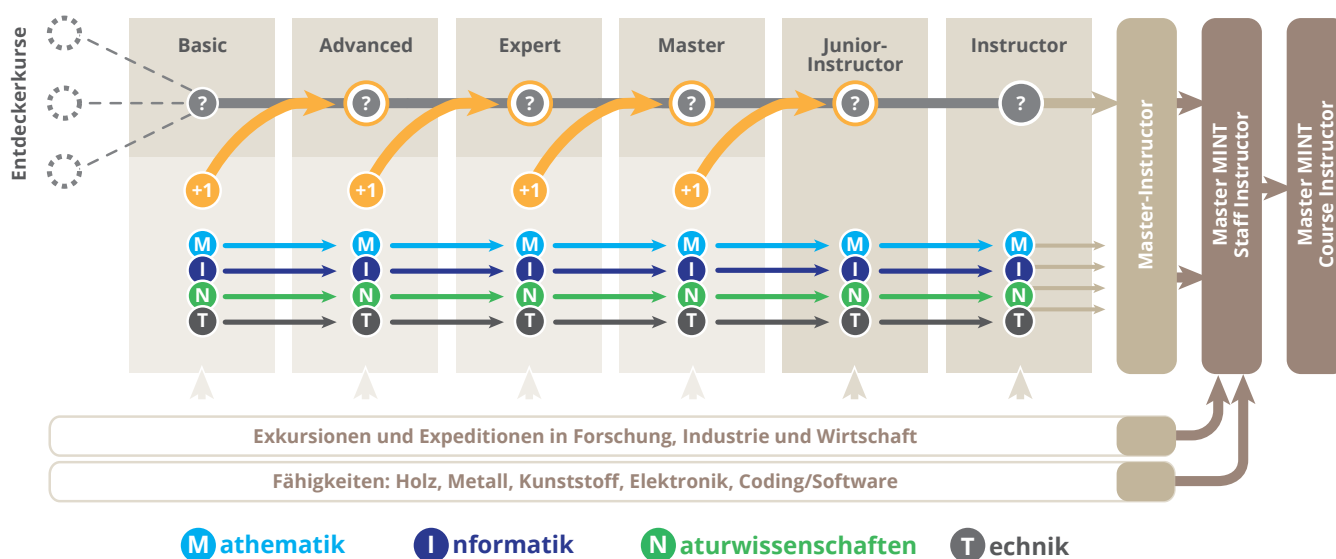 Entdeckerkurse
Basic
Advanced
Expert
Master
Junior-
Instructor
Instructor
? ? ? ? ? ?
+1 +1 +1 +1
M M M M M M
I I I I I I
N N N N N N
T T T T T T
Master-Instructor
Master MINT
Staff Instructor
Master MINT
Course Instructor
Exkursionen und Expeditionen in Forschung, Industrie und Wirtschaft
Fähigkeiten: Holz, Metall, Kunststoff, Elektronik, Coding/Software
Mathematik Informatik Naturwissenschaften Technik